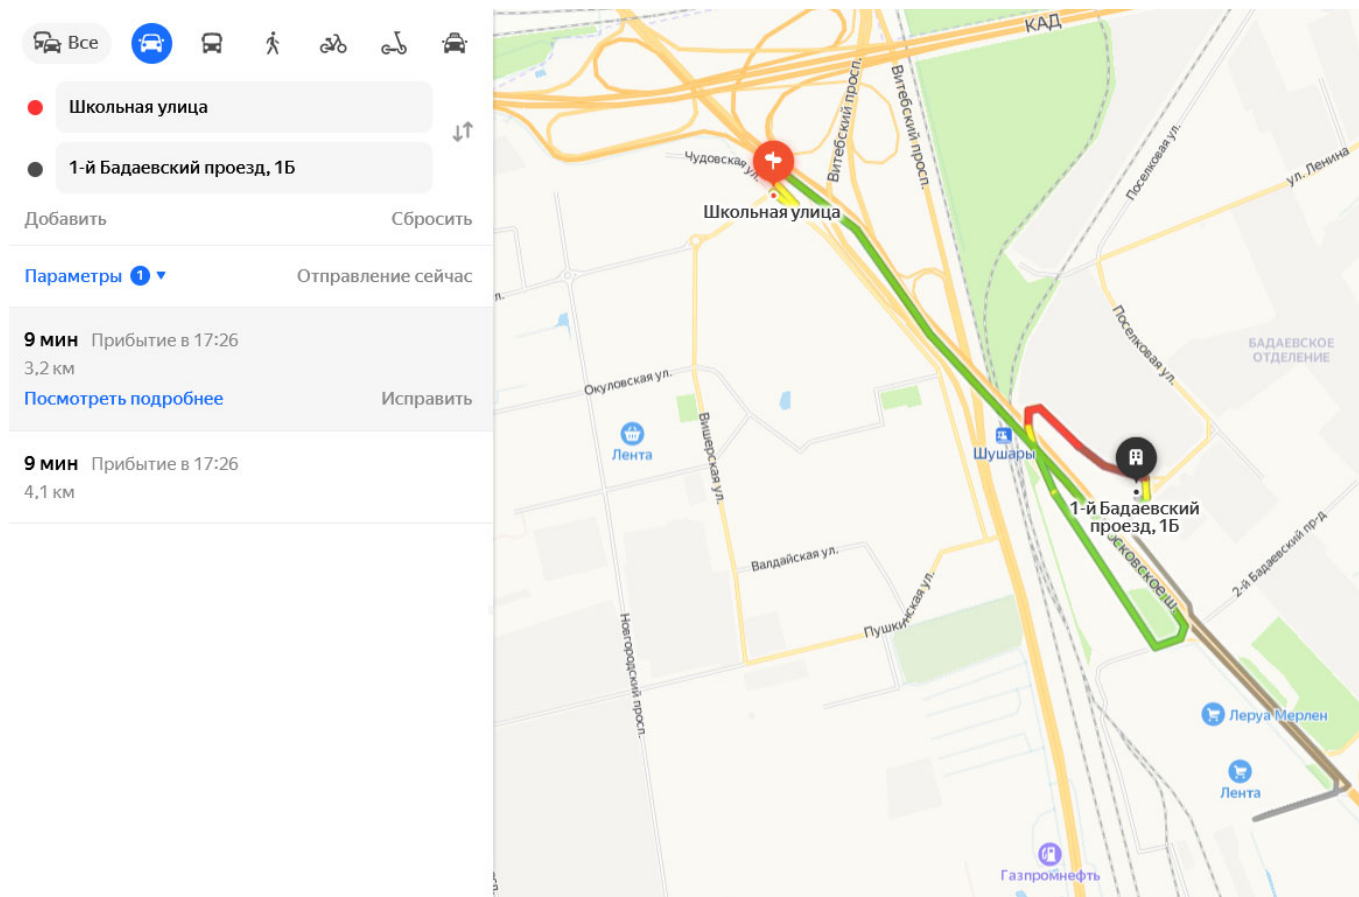 Все
Школьная улица
1-й Бадаевский проезд, 1Б
Добавить
Сбросить
Параметры 1
Отправление сейчас
9 мин Прибытие в 17:26
3,2 км
Посмотреть подробнее
Исправить
9 мин Прибытие в 17:26
4,1 км
КАД
Витебский просп.
Витебский просп.
Чудовская ул.
Школьная улица
Поселковая ул.
ул. Ленина
Поселковая ул.
БАДАЕВСКОЕ
ОТДЕЛЕНИЕ
Окуловская ул.
Лента
Вишерская ул.
Шушары
1-й Бадаевский
проезд, 1Б
2-й Бадаевский пр-д
Валдайская ул.
Пушкинская ул.
Новгородский просп.
Леруа Мерлен
Лента
Газпромнефть